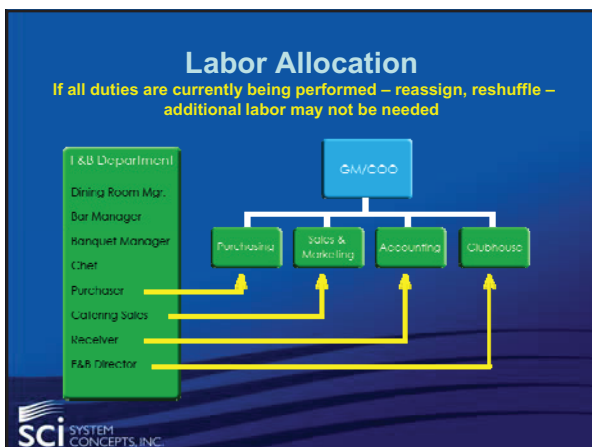 Labor Allocation
If all duties are currently being performed – reassign, reshuffle –
additional labor may not be needed
F&B Department
Dining Room Mgr.
Bar Manager
Banquet Manager
Chef
Purchaser
Catering Sales
Receiver
F&B Director
GM/COO
Purchasing
Sales &
Marketing
Accounting
Clubhouse
SCi SYSTEM
CONCEPTS, INC.